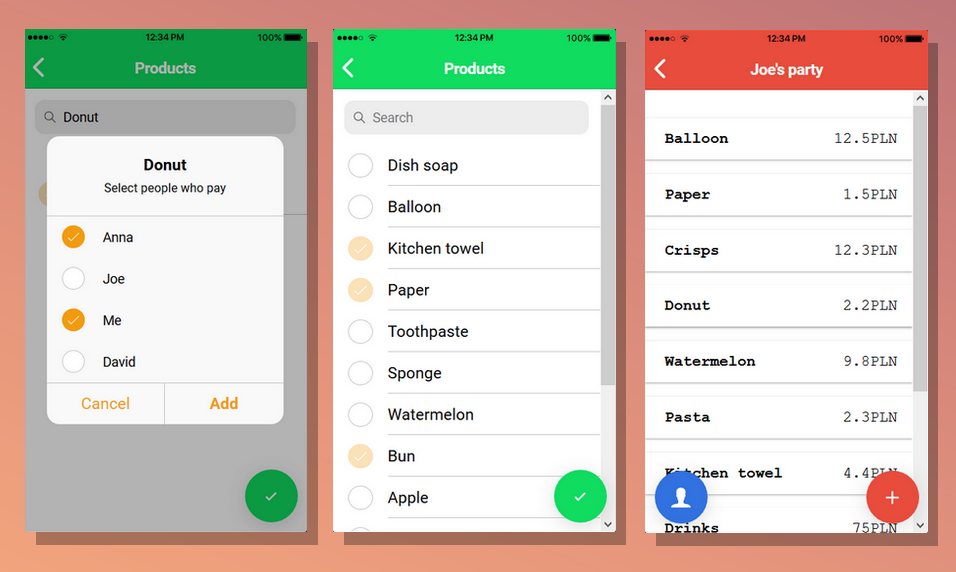 12:34 PM
100%
Products
Donut
Donut
Select people who pay
Anna
Joe
Me
David
Cancel
Add
12:34 PM
100%
Products
Search
Dish soap
Balloon
Kitchen towel
Paper
Toothpaste
Sponge
Watermelon
Bun
Apple
12:34 PM
100%
Joe's party
Balloon 12.5PLN
Paper 1.5PLN
Crisps 12.3PLN
Donut 2.2PLN
Watermelon 9.8PLN
Pasta 2.3PLN
Kitchen towel 4.4PLN
Drinks 75PLN